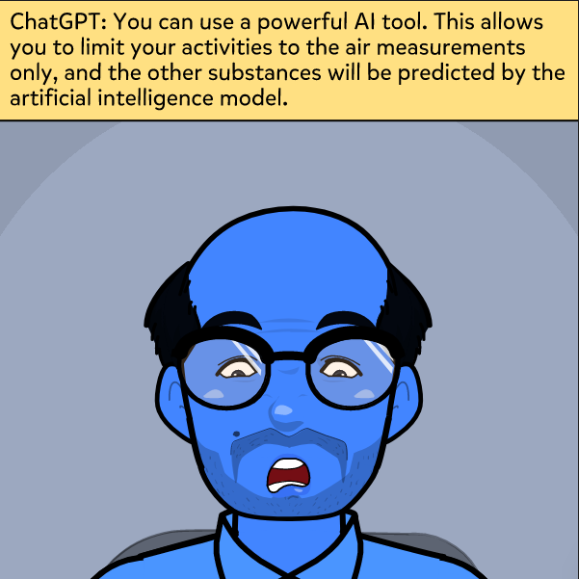 ChatGPT: You can use a powerful AI tool. This allows
you to limit your activities to the air measurements
only, and the other substances will be predicted by the
artificial intelligence model.